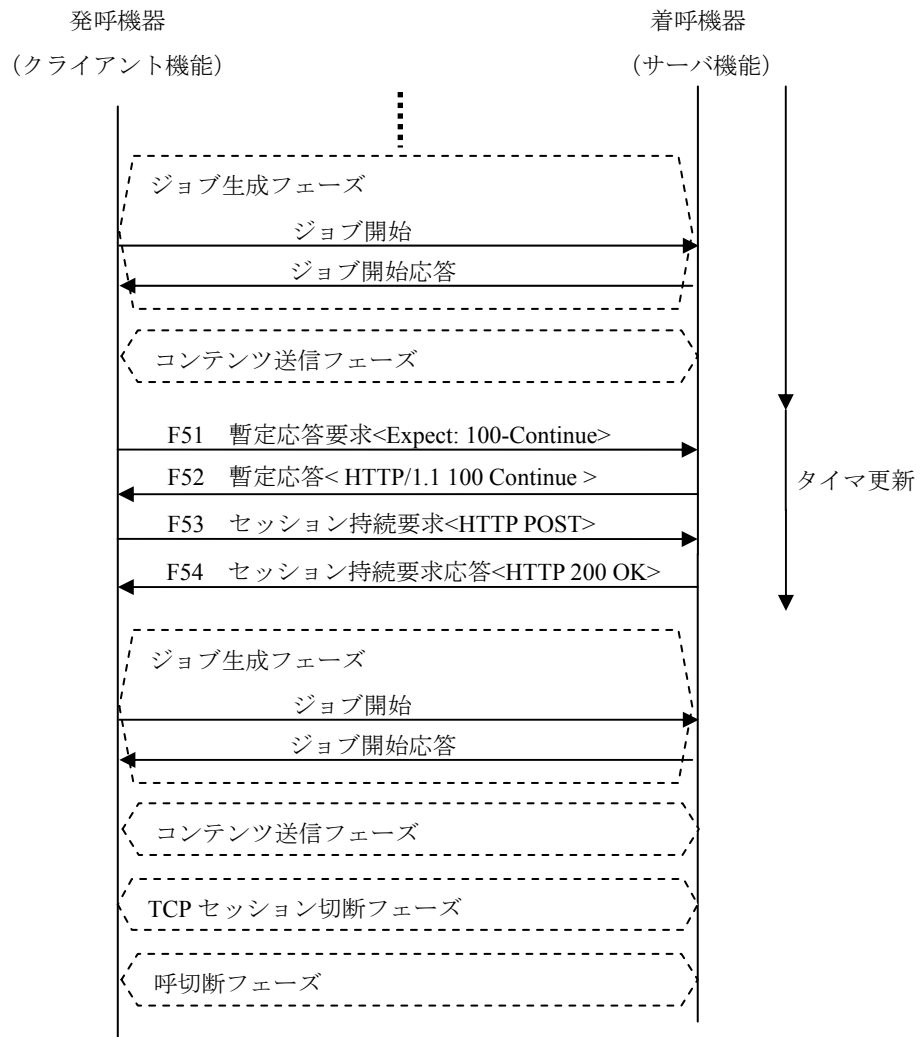 発呼機器
(クライアント機能)
着呼機器
(サーバ機能)
ジョブ生成フェーズ
ジョブ開始
ジョブ開始応答
コンテンツ送信フェーズ
F51 暫定応答要求<Expect: 100-Continue>
F52 暫定応答< HTTP/1.1 100 Continue >
タイマ更新
F53 セッション持続要求<HTTP POST>
F54 セッション持続要求応答<HTTP 200 OK>
ジョブ生成フェーズ
ジョブ開始
ジョブ開始応答
コンテンツ送信フェーズ
TCP セッション切断フェーズ
呼切断フェーズ